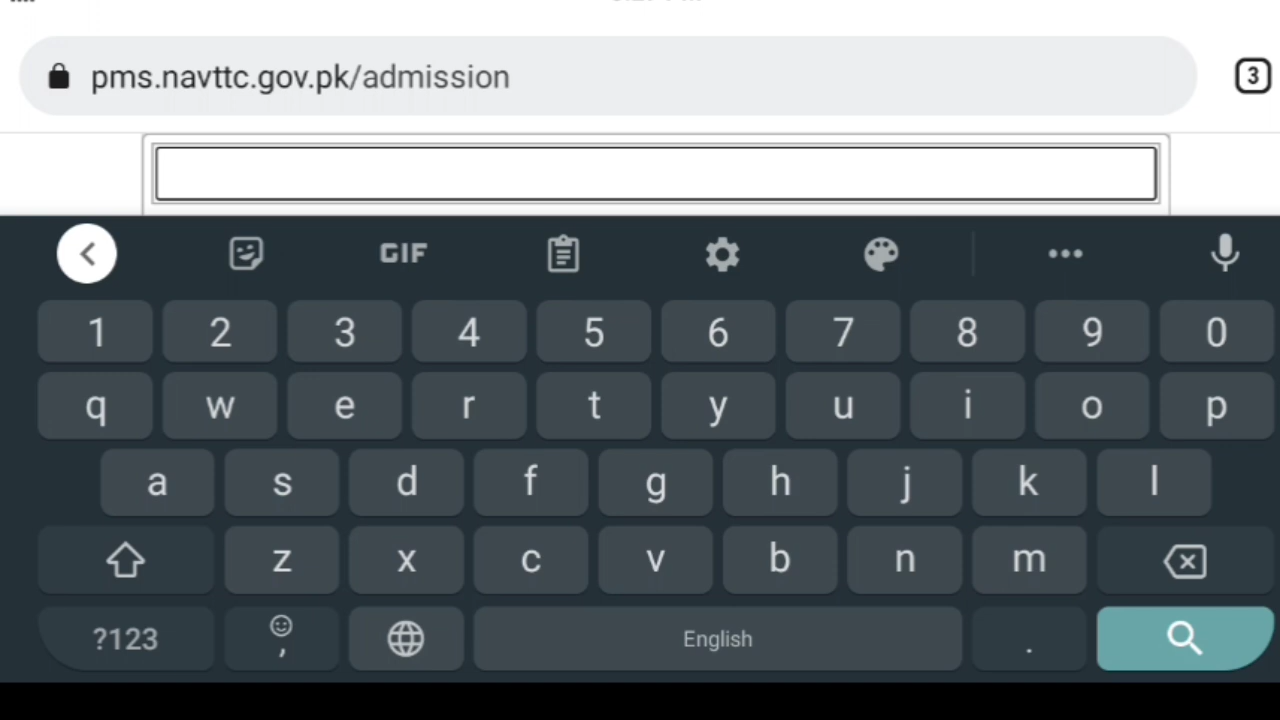 pms.navttc.gov.pk/admission
3
GIF
1 2 3 4 5 6 7 8 9 0
q w e r t y u i o p
a s d f g h j k l
z x c v b n m
?123 , English .